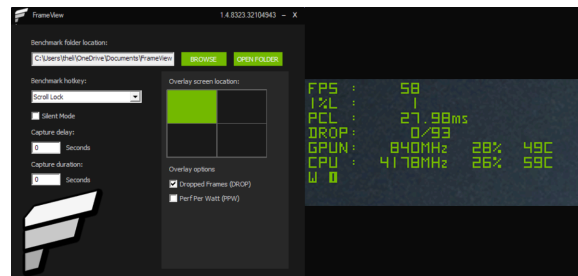 FrameView 1.4.8323.32104943 – X
Benchmark folder location:
C:\Users\theli\OneDrive\Documents\FrameView BROWSE OPEN FOLDER
Benchmark hotkey:
Scroll Lock
Silent Mode
Capture delay:
0 Seconds
Capture duration:
0 Seconds
Overlay screen location:
Overlay options
Dropped Frames (DROP)
Perf Per Watt (PPW)
FPS : 58
1%L : 1
PCL : 27.98ms
DROP: 0/93
GPUN: 840MHz 28% 49C
CPU : 4178MHz 26% 59C
W 0